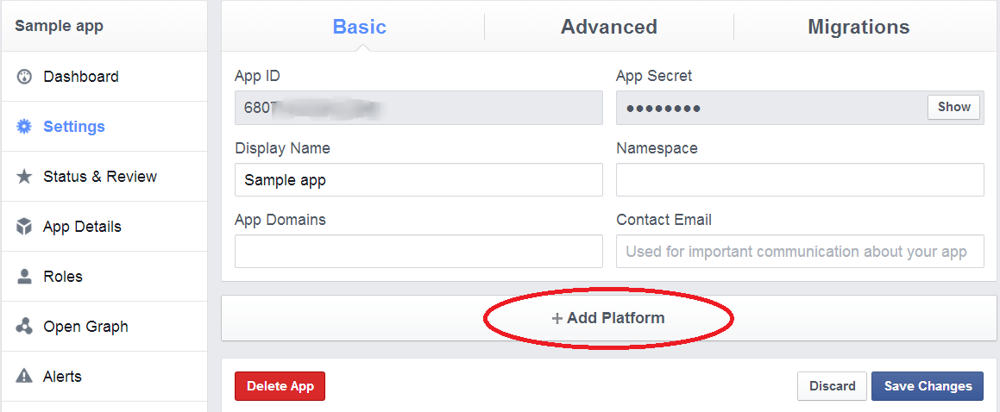 Sample app
Dashboard
Settings
Status & Review
App Details
Roles
Open Graph
Alerts
Basic
Advanced
Migrations
App ID
App Secret
680
●●●●●●●●
Show
Display Name
Namespace
Sample app
App Domains
Contact Email
Used for important communication about your app
+ Add Platform
Delete App
Discard
Save Changes